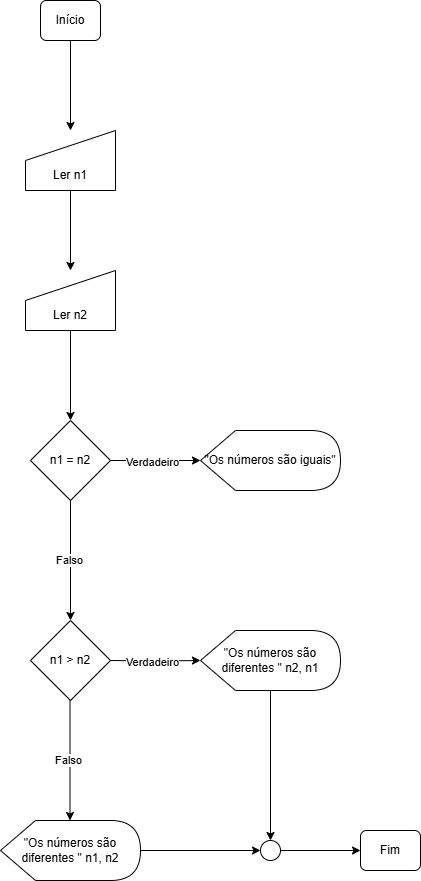 Início
Ler n1
Ler n2
n1 = n2
Verdadeiro
"Os números são iguais"
Falso
n1 > n2
Verdadeiro
"Os números são
diferentes " n2, n1
Falso
"Os números são
diferentes " n1, n2
Fim